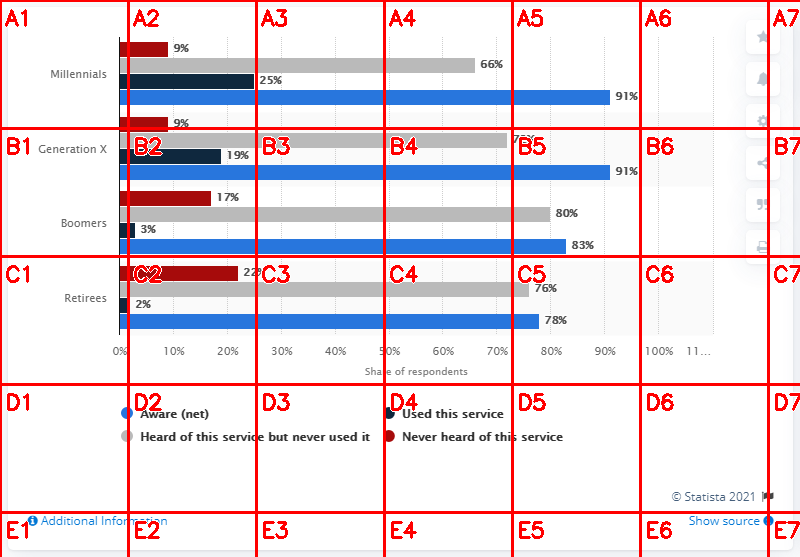 A1 A2 A3 A4 A5 A6 A7
9%
66%
Millennials
25%
91%
9%
B1 Generation X B2 B3 B4 B5 B6 B7
19%
91%
17%
80%
Boomers
3%
83%
C1 C2 22% C3 C4 C5 C6 C7
76%
Retirees
2%
78%
0% 10% 20% 30% 40% 50% 60% 70% 80% 90% 100% 11...
Share of respondents
D1 D2 D3 D4 D5 D6 D7
Aware (net) Used this service
Heard of this service but never used it Never heard of this service
© Statista 2021
Additional Information Show source
E1 E2 E3 E4 E5 E6 E7